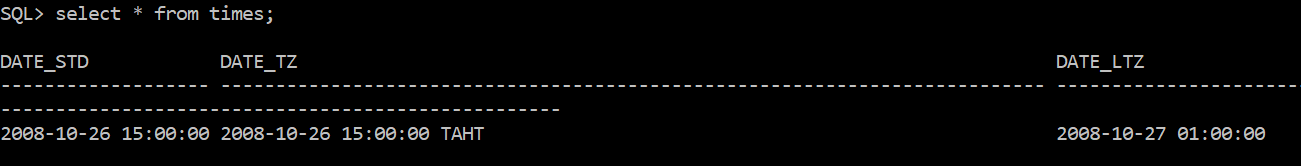 SQL> select * from times;
DATE_STD DATE_TZ DATE_LTZ
------------------- --------------------------------------------------------------------------- -----------------------
---------------------------------------------------
2008-10-26 15:00:00 2008-10-26 15:00:00 TAHT 2008-10-27 01:00:00